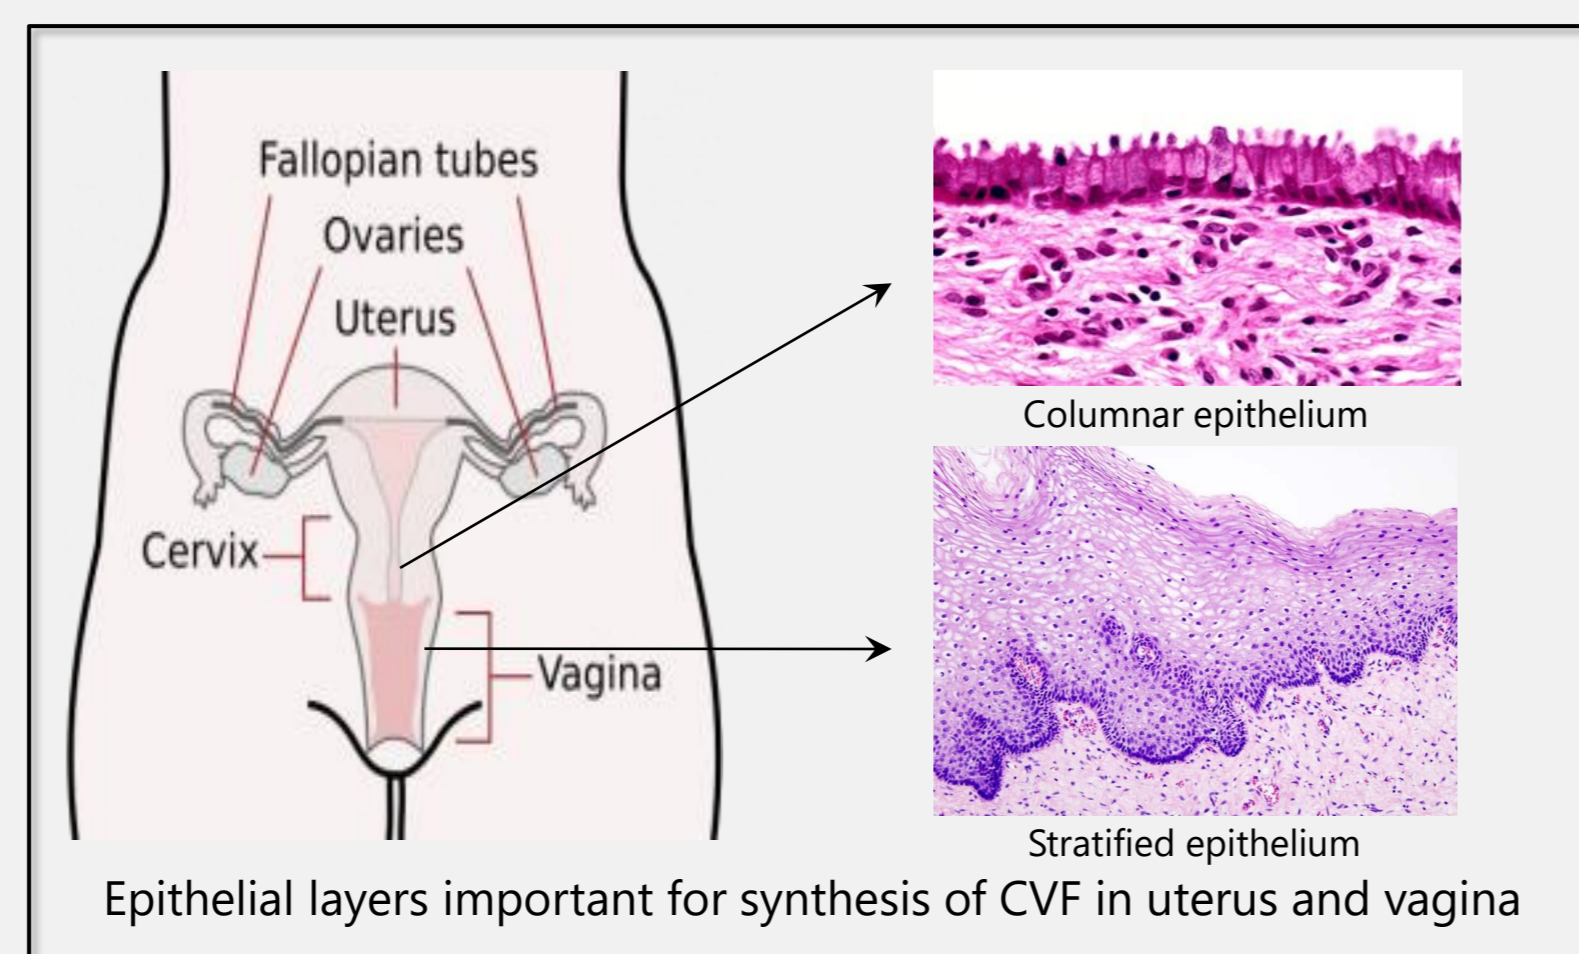 Fallopian tubes
Ovaries
Uterus
Cervix
Vagina
Columnar epithelium
Stratified epithelium
Epithelial layers important for synthesis of CVF in uterus and vagina